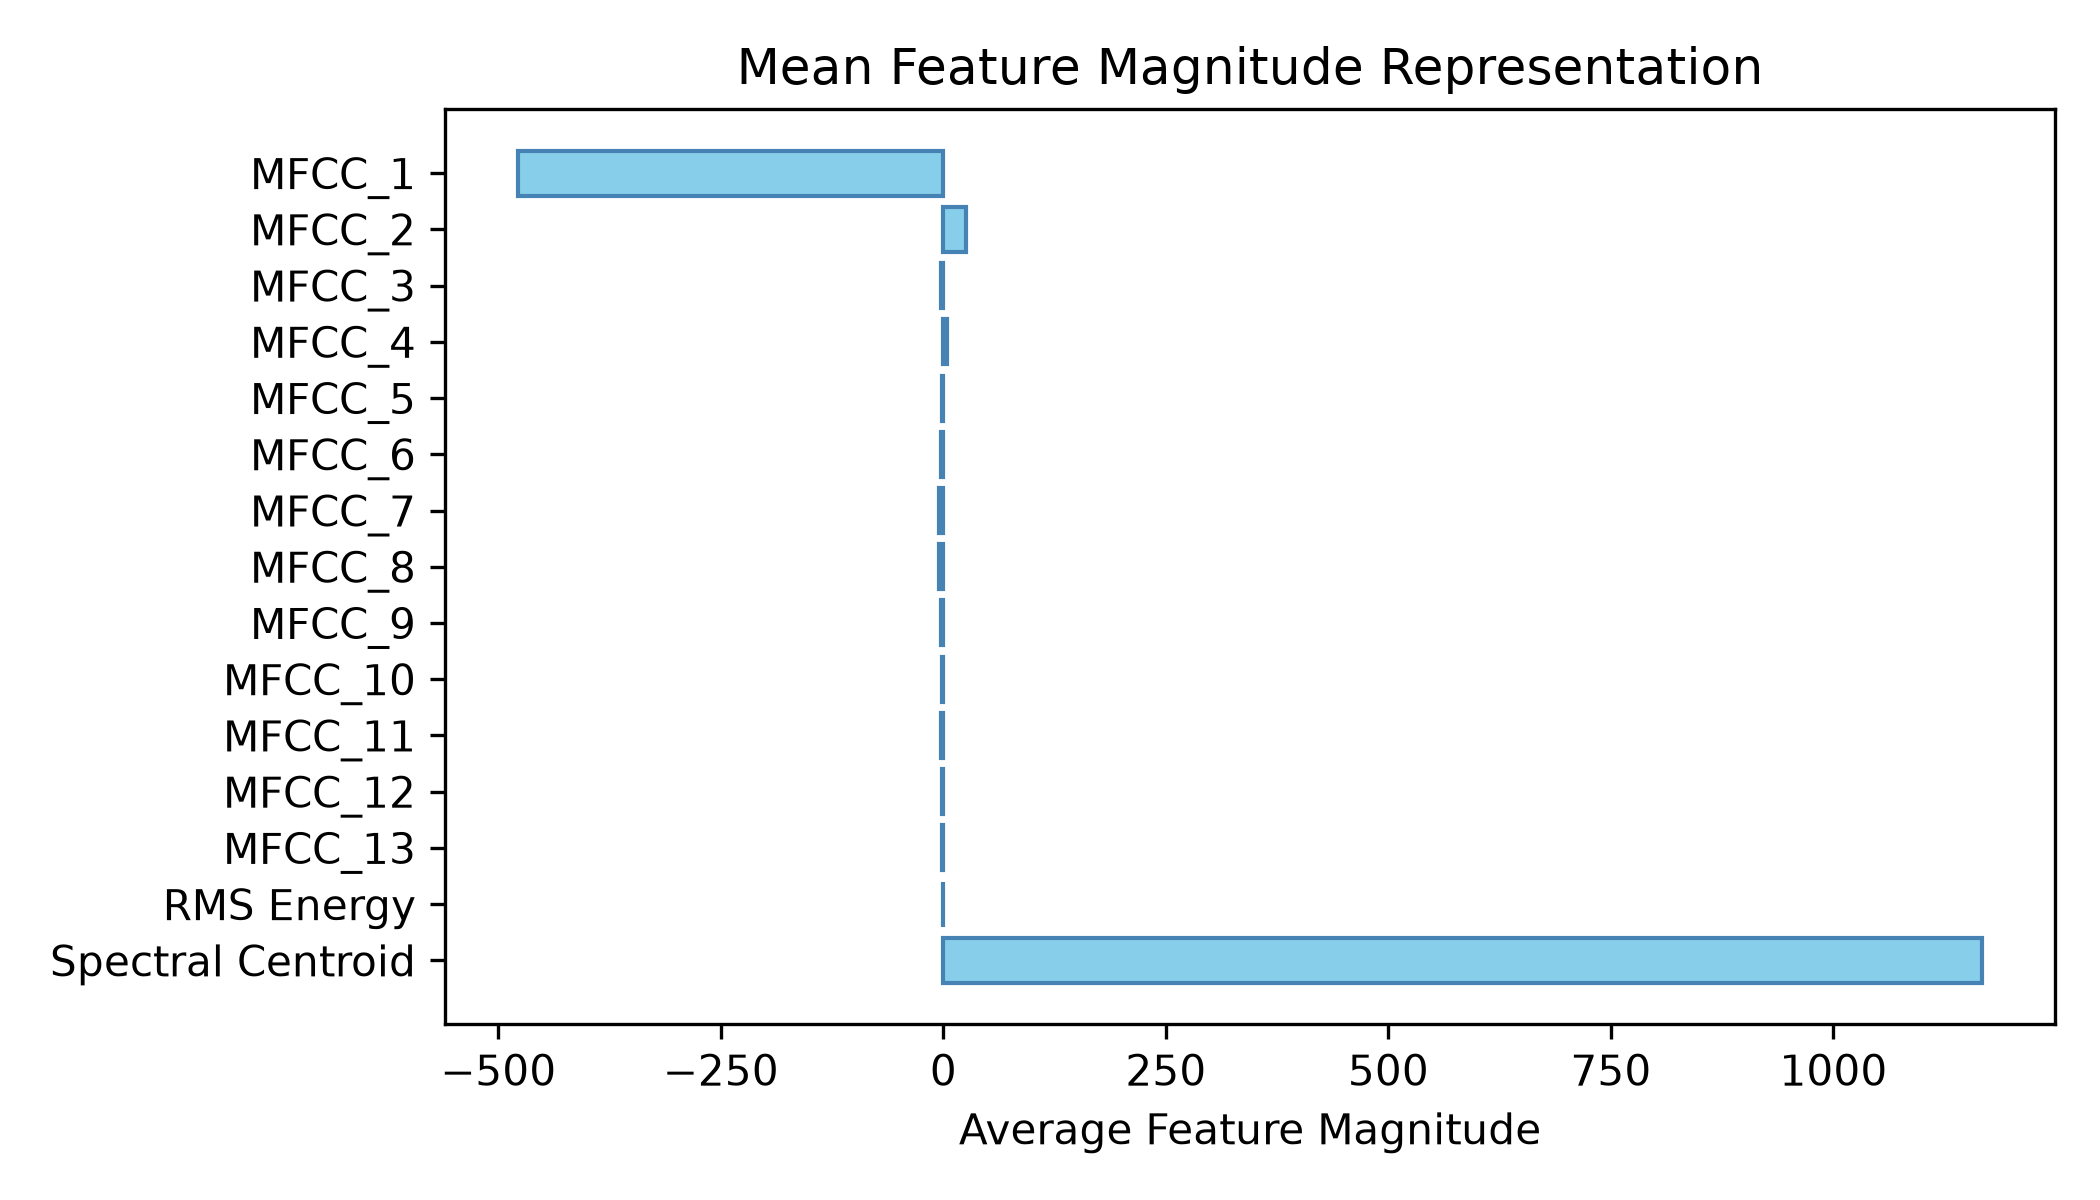 Mean Feature Magnitude Representation
MFCC_1
MFCC_2
MFCC_3
MFCC_4
MFCC_5
MFCC_6
MFCC_7
MFCC_8
MFCC_9
MFCC_10
MFCC_11
MFCC_12
MFCC_13
RMS Energy
Spectral Centroid
−500 −250 0 250 500 750 1000
Average Feature Magnitude